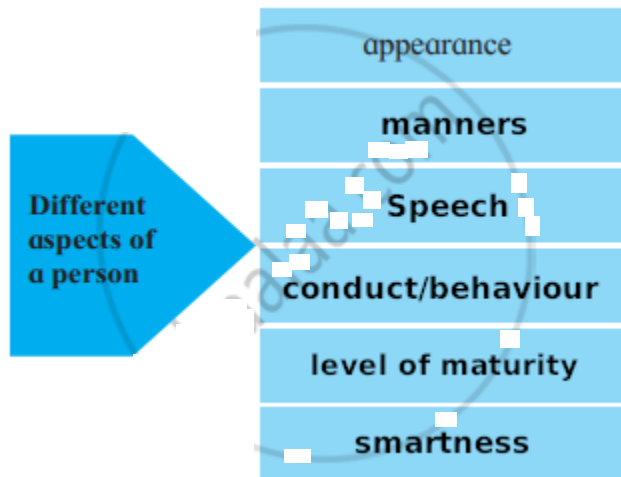 Different
aspects of
a person
appearance
manners
Speech
conduct/behaviour
level of maturity
smartness